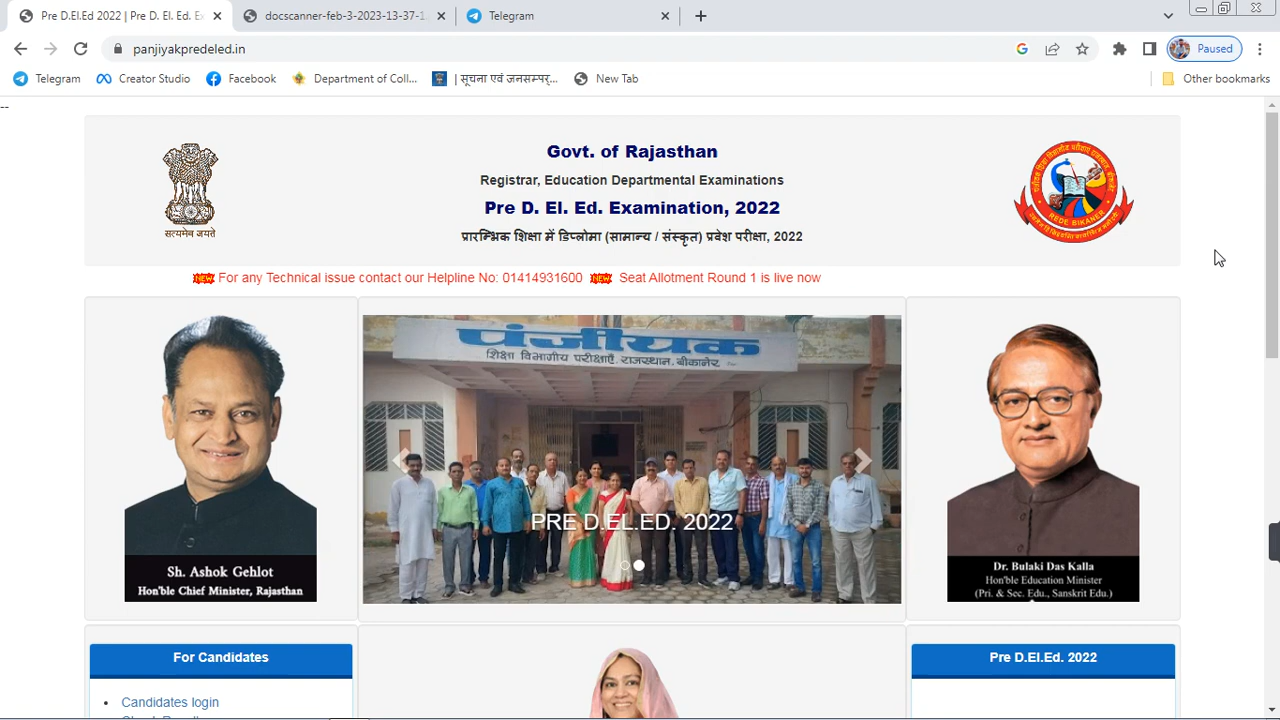 Pre D.El.Ed 2022 | Pre D. El. Ed. Ex
docscanner-feb-3-2023-13-37-1
Telegram
panjiyakpredeled.in
Paused
Telegram
Creator Studio
Facebook
Department of Coll...
| सूचना एवं जनसम्पर्...
New Tab
Other bookmarks
--
Govt. of Rajasthan
Registrar, Education Departmental Examinations
Pre D. El. Ed. Examination, 2022
प्रारम्भिक शिक्षा में डिप्लोमा (सामान्य / संस्कृत) प्रवेश परीक्षा, 2022
सत्यमेव जयते
REDE BIKANER
NEW For any Technical issue contact our Helpline No: 01414931600 NEW Seat Allotment Round 1 is live now
पंजीयक
शिक्षा विभागीय परीक्षाएँ, राजस्थान, बीकानेर
PRE D.EL.ED. 2022
Sh. Ashok Gehlot
Hon'ble Chief Minister, Rajasthan
Dr. Bulaki Das Kalla
Hon'ble Education Minister
(Pri. & Sec. Edu., Sanskrit Edu.)
For Candidates
Pre D.El.Ed. 2022
Candidates login